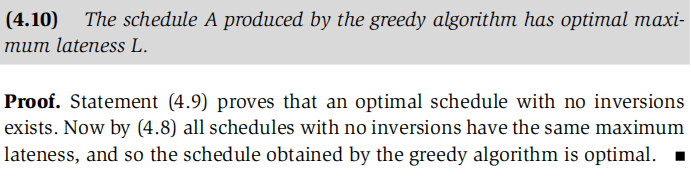 (4.10) The schedule A produced by the greedy algorithm has optimal maxi-
mum lateness L.
Proof. Statement (4.9) proves that an optimal schedule with no inversions
exists. Now by (4.8) all schedules with no inversions have the same maximum
lateness, and so the schedule obtained by the greedy algorithm is optimal. ■